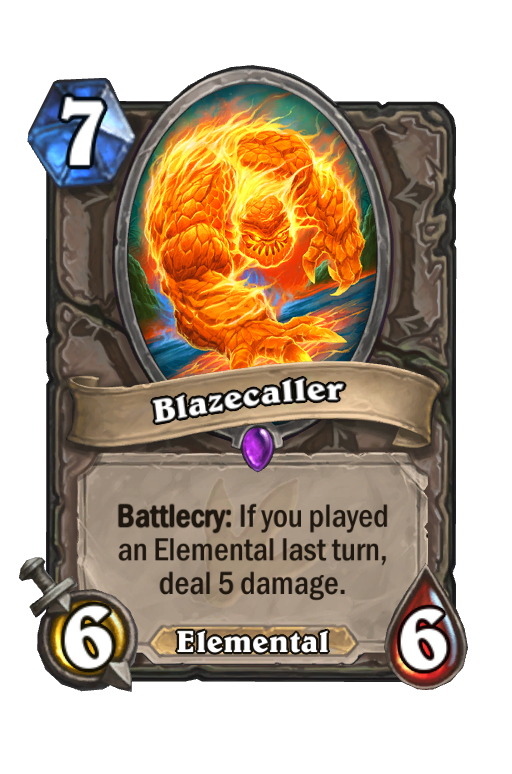 7
Blazecaller
Battlecry: If you played
an Elemental last turn,
deal 5 damage.
6
Elemental
6